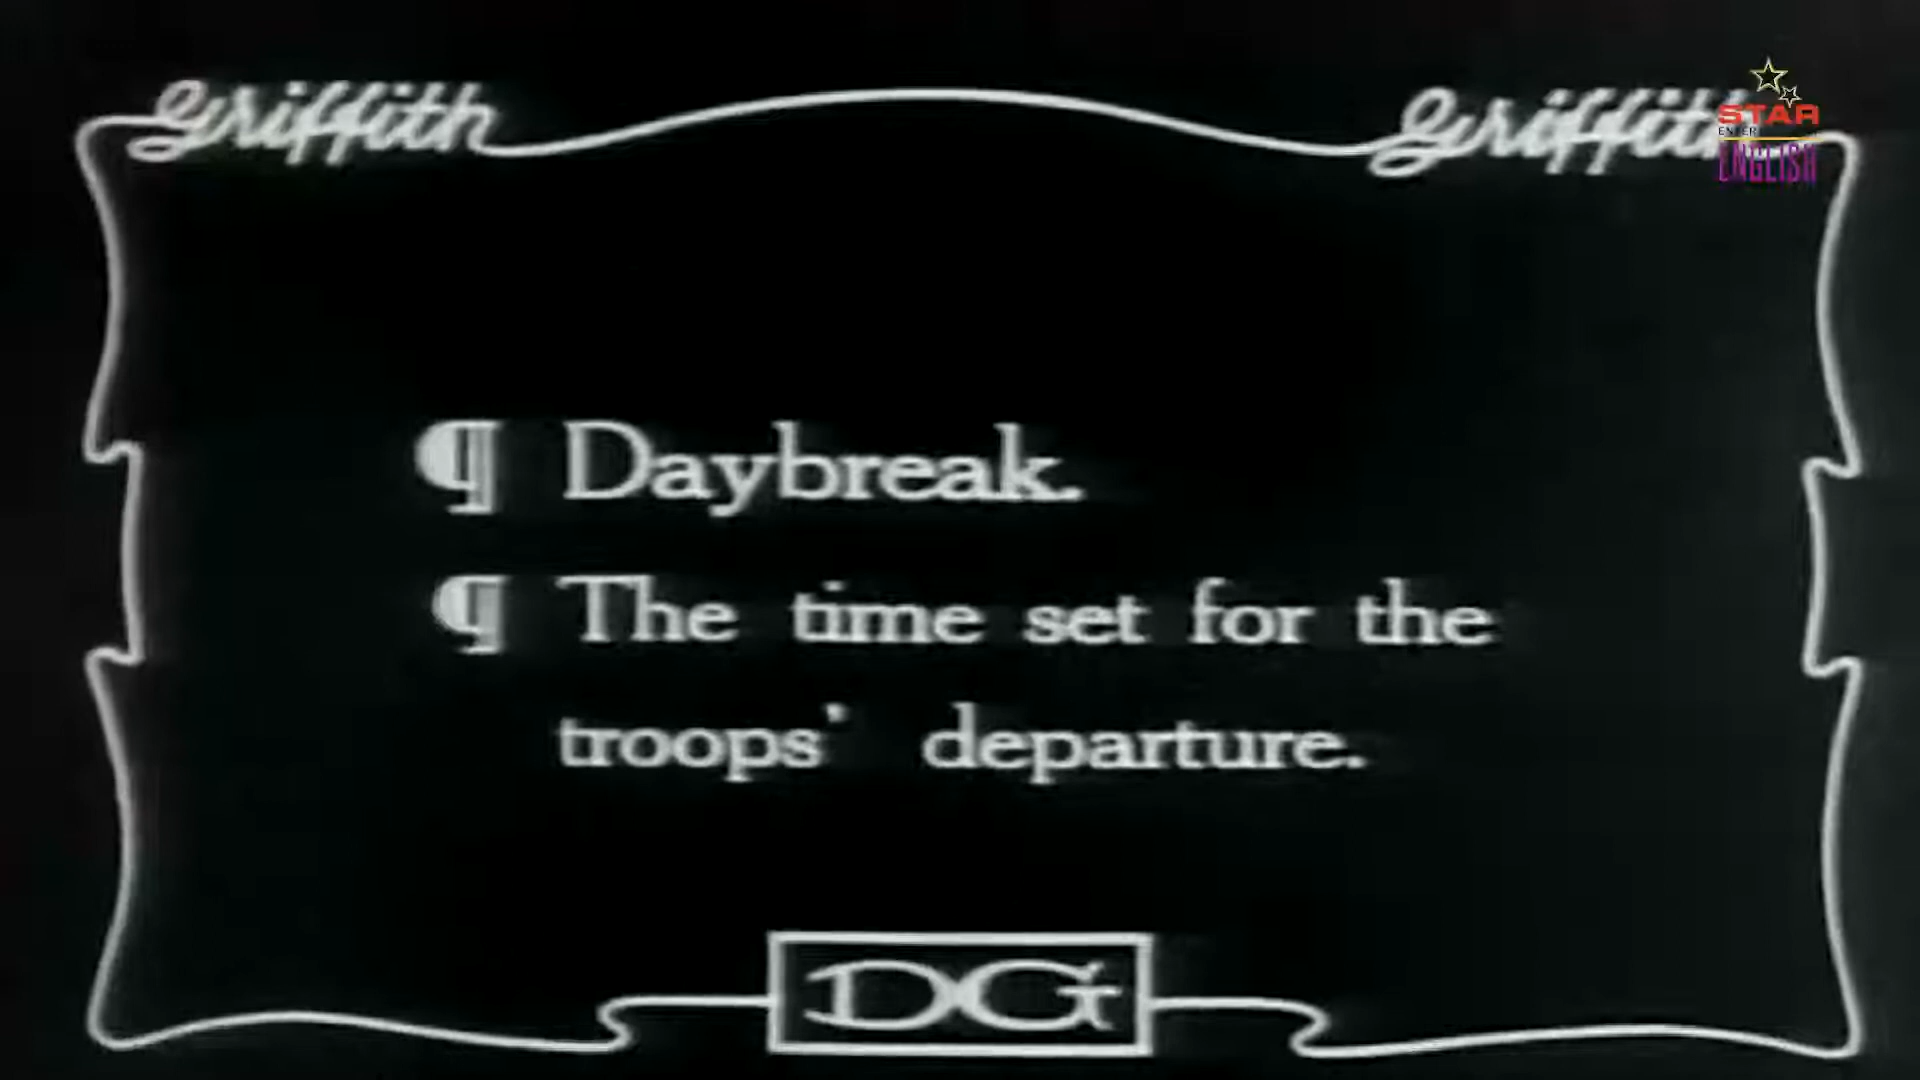 Griffith Griffith
STAR
ENGLISH
¶ Daybreak.
¶ The time set for the
troops' departure.
DG